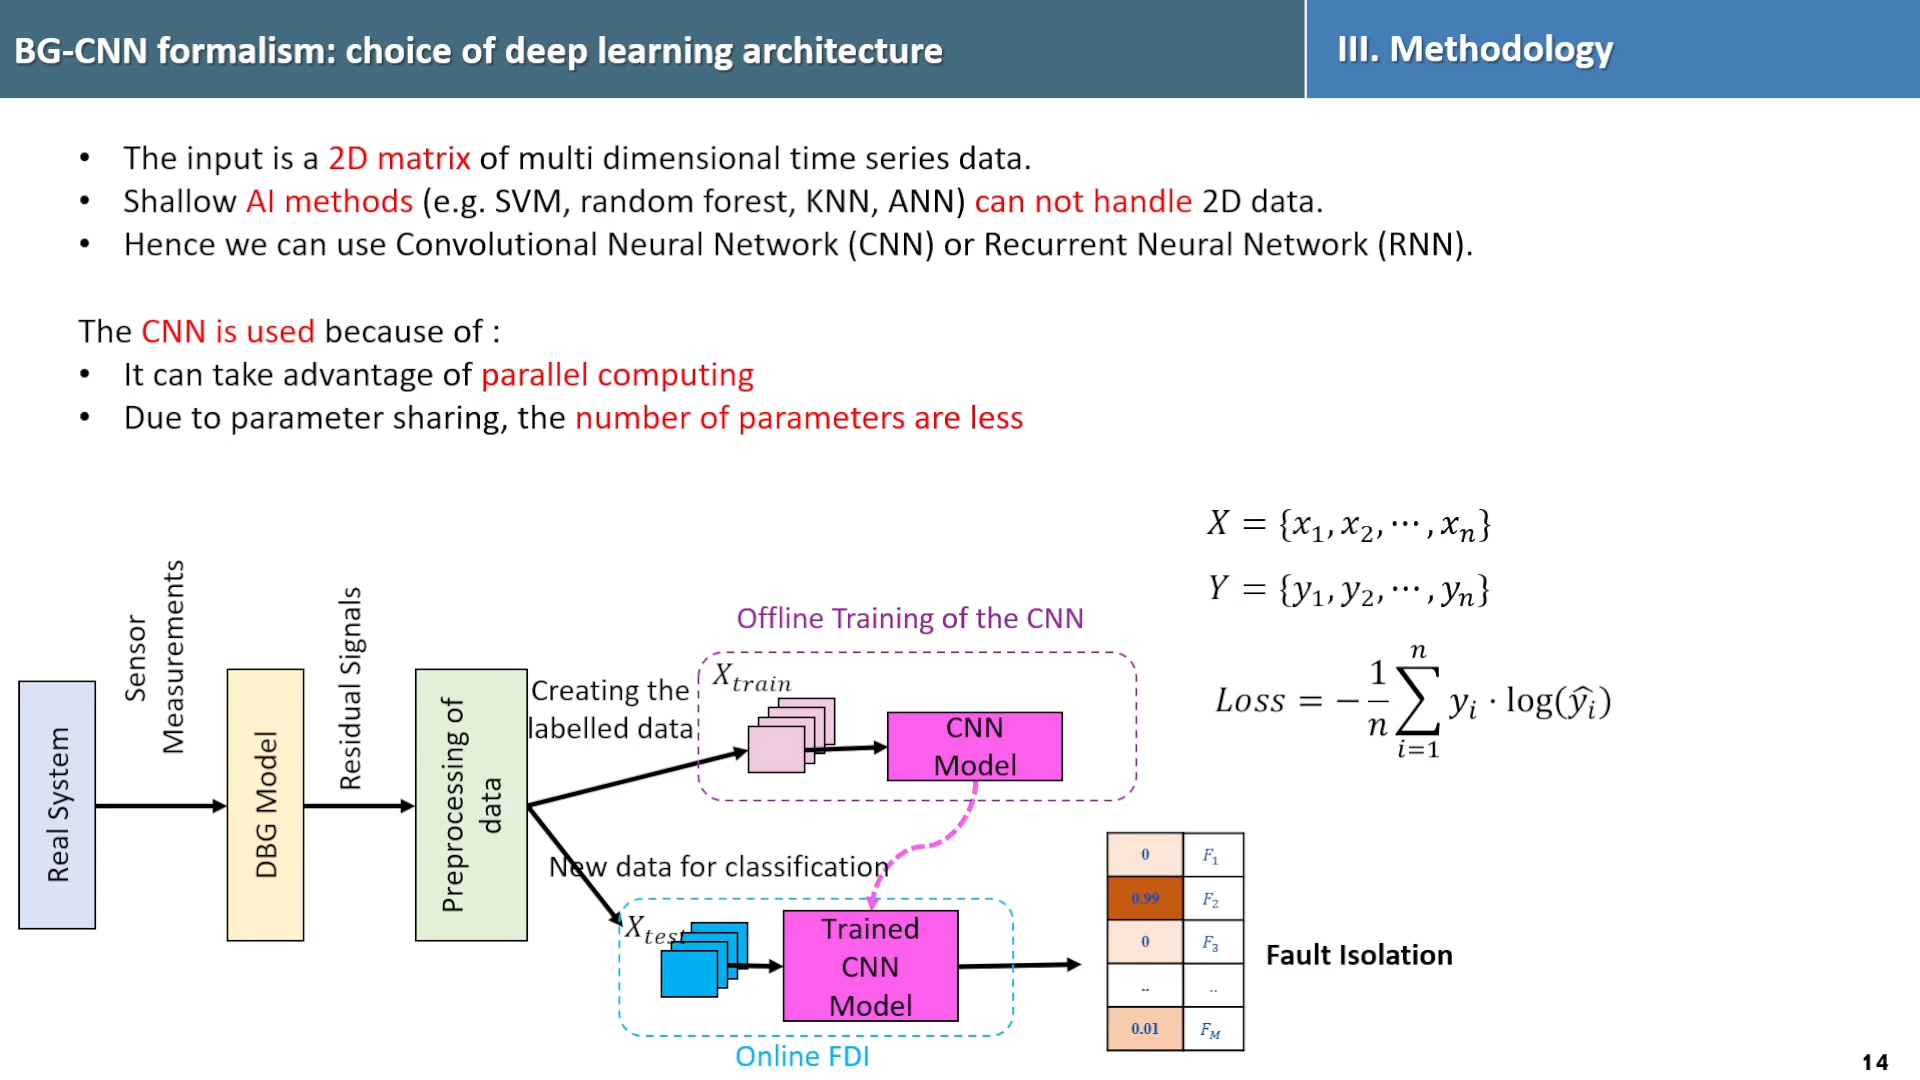 BG-CNN formalism: choice of deep learning architecture
III. Methodology
• The input is a 2D matrix of multi dimensional time series data.
• Shallow AI methods (e.g. SVM, random forest, KNN, ANN) can not handle 2D data.
• Hence we can use Convolutional Neural Network (CNN) or Recurrent Neural Network (RNN).
The CNN is used because of :
• It can take advantage of parallel computing
• Due to parameter sharing, the number of parameters are less
X = {x₁, x₂, ⋯ , xₙ}
Y = {y₁, y₂, ⋯ , yₙ}
Loss = − 1/n ∑ᵢ₌₁ⁿ yᵢ · log(ŷᵢ)
Real System
Sensor
Measurements
DBG Model
Residual Signals
Preprocessing of
data
Creating the
labelled data
Offline Training of the CNN
X_train
CNN
Model
New data for classification
X_test
Trained
CNN
Model
Online FDI
0 F₁
0.99 F₂
0 F₃
.. ..
0.01 F_M
Fault Isolation
14